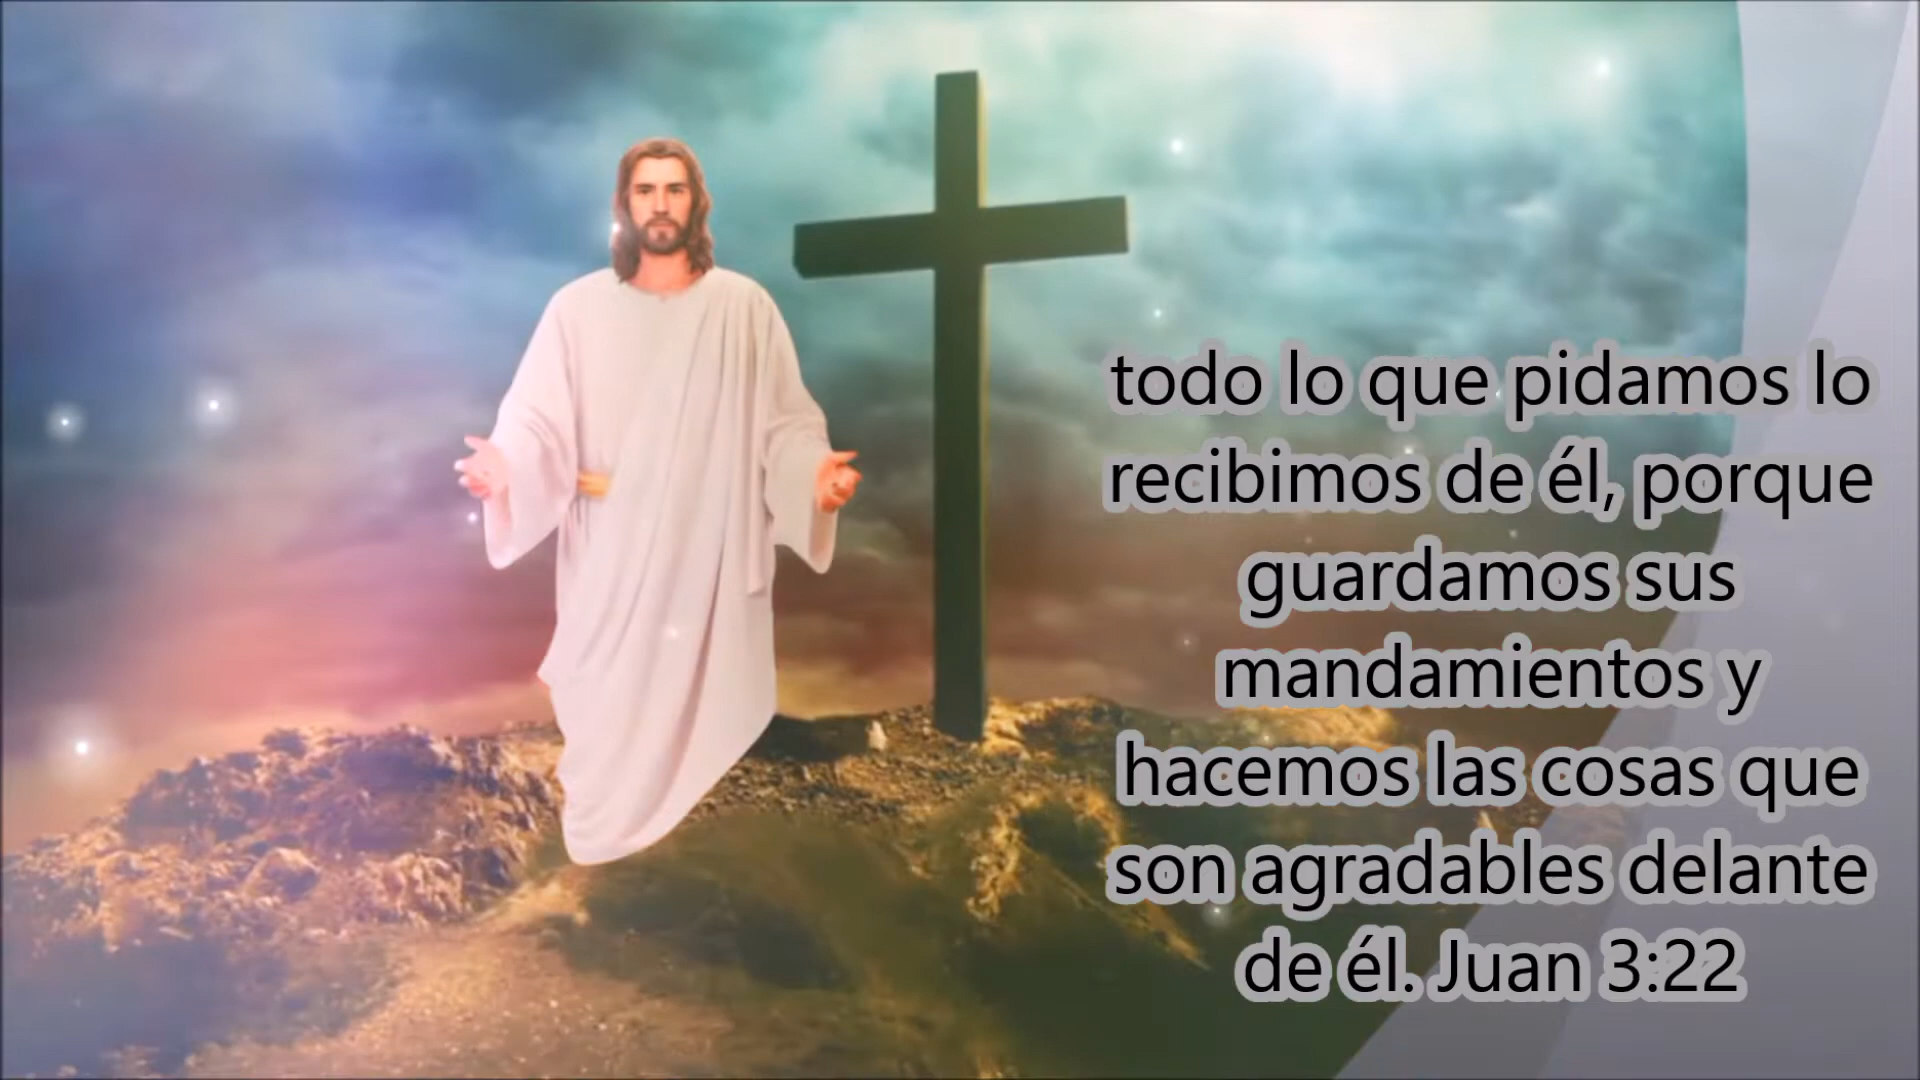 todo lo que pidamos lo
recibimos de él, porque
guardamos sus
mandamientos y
hacemos las cosas que
son agradables delante
de él. Juan 3:22